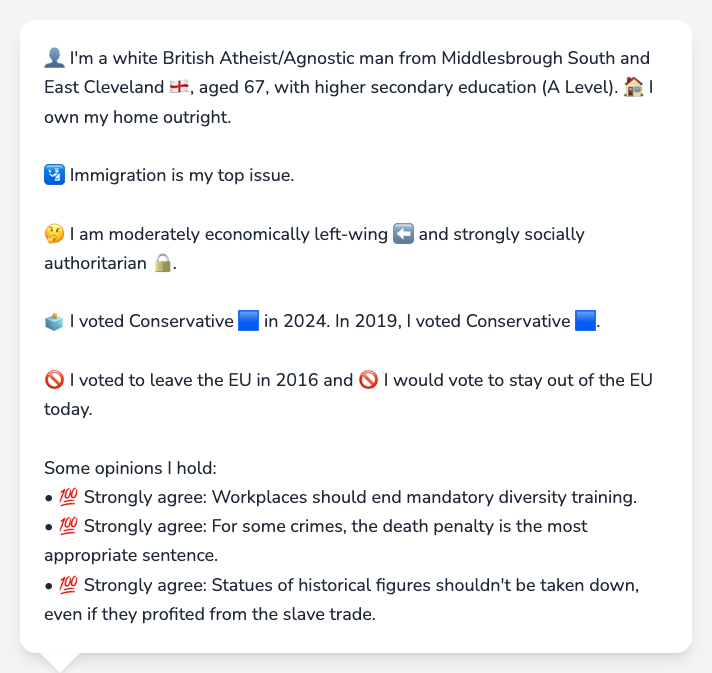 👤 I'm a white British Atheist/Agnostic man from Middlesbrough South and
East Cleveland 🏴󠁧󠁢󠁥󠁮󠁧󠁿, aged 67, with higher secondary education (A Level). 🏠 I
own my home outright.
🛂 Immigration is my top issue.
🤔 I am moderately economically left-wing ⬅️ and strongly socially
authoritarian 🔒.
🗳️ I voted Conservative 🟦 in 2024. In 2019, I voted Conservative 🟦.
🚫 I voted to leave the EU in 2016 and 🚫 I would vote to stay out of the EU
today.
Some opinions I hold:
• 💯 Strongly agree: Workplaces should end mandatory diversity training.
• 💯 Strongly agree: For some crimes, the death penalty is the most
appropriate sentence.
• 💯 Strongly agree: Statues of historical figures shouldn't be taken down,
even if they profited from the slave trade.